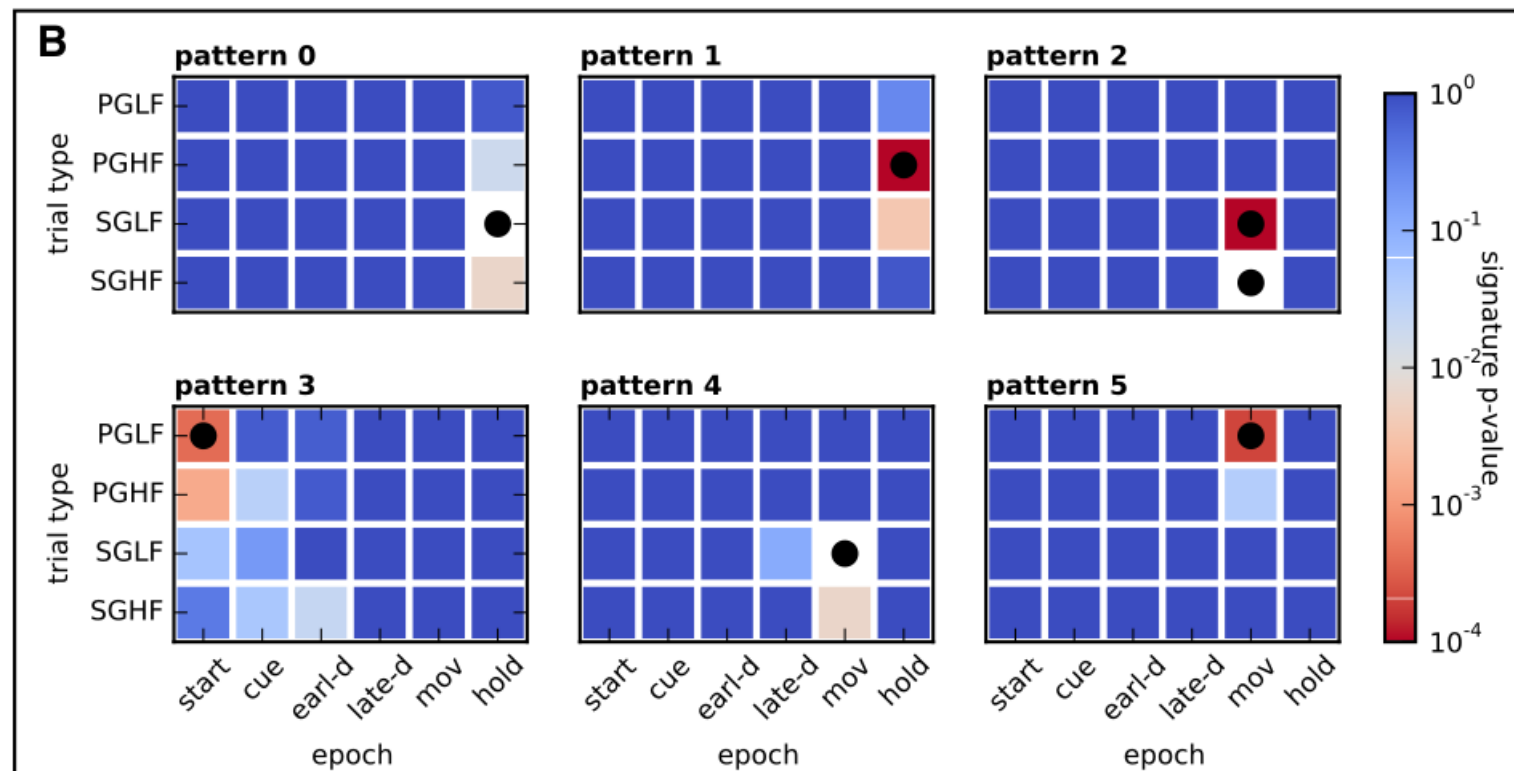 B
pattern 0
pattern 1
pattern 2
trial type
PGLF
PGHF
SGLF
SGHF
pattern 3
pattern 4
pattern 5
trial type
PGLF
PGHF
SGLF
SGHF
start cue earl-d late-d mov hold
start cue earl-d late-d mov hold
start cue earl-d late-d mov hold
epoch
epoch
epoch
10^0
10^-1
10^-2
10^-3
10^-4
signature p-value